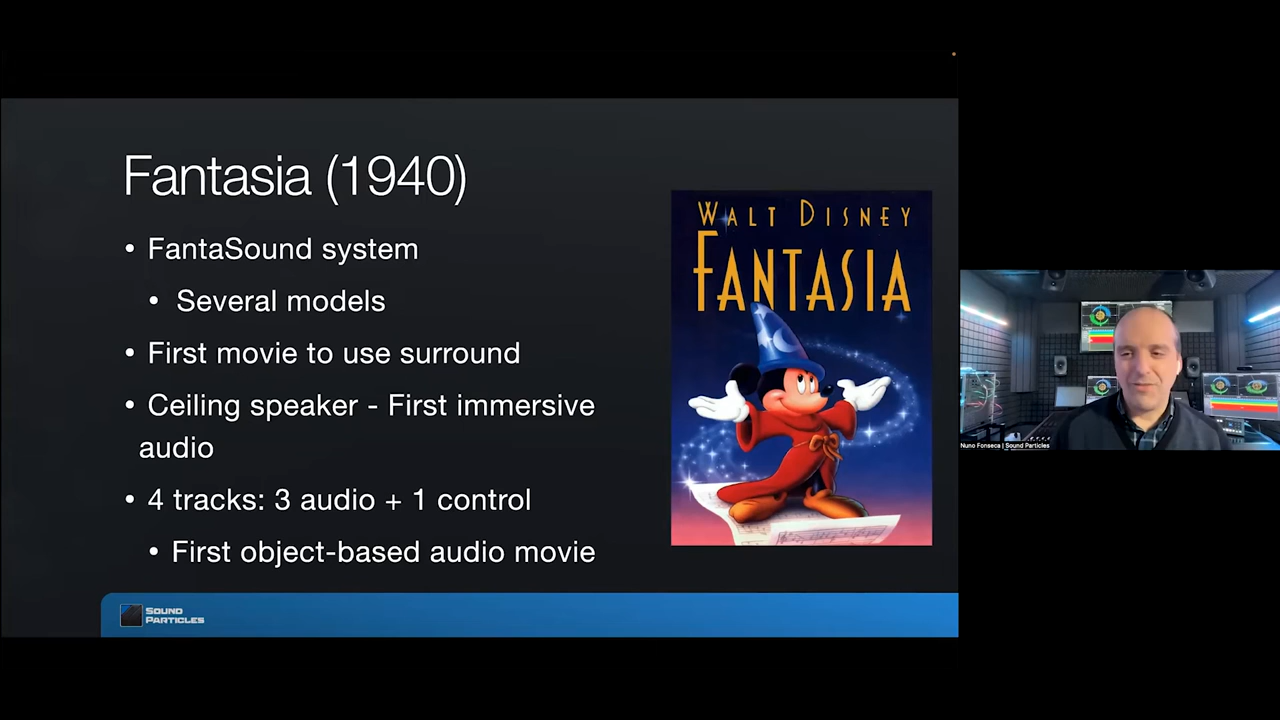 Fantasia (1940)
• FantaSound system
• Several models
• First movie to use surround
• Ceiling speaker - First immersive
audio
• 4 tracks: 3 audio + 1 control
• First object-based audio movie
WALT DISNEY
FANTASIA
SOUND
PARTICLES
Nuno Fonseca | Sound Particles